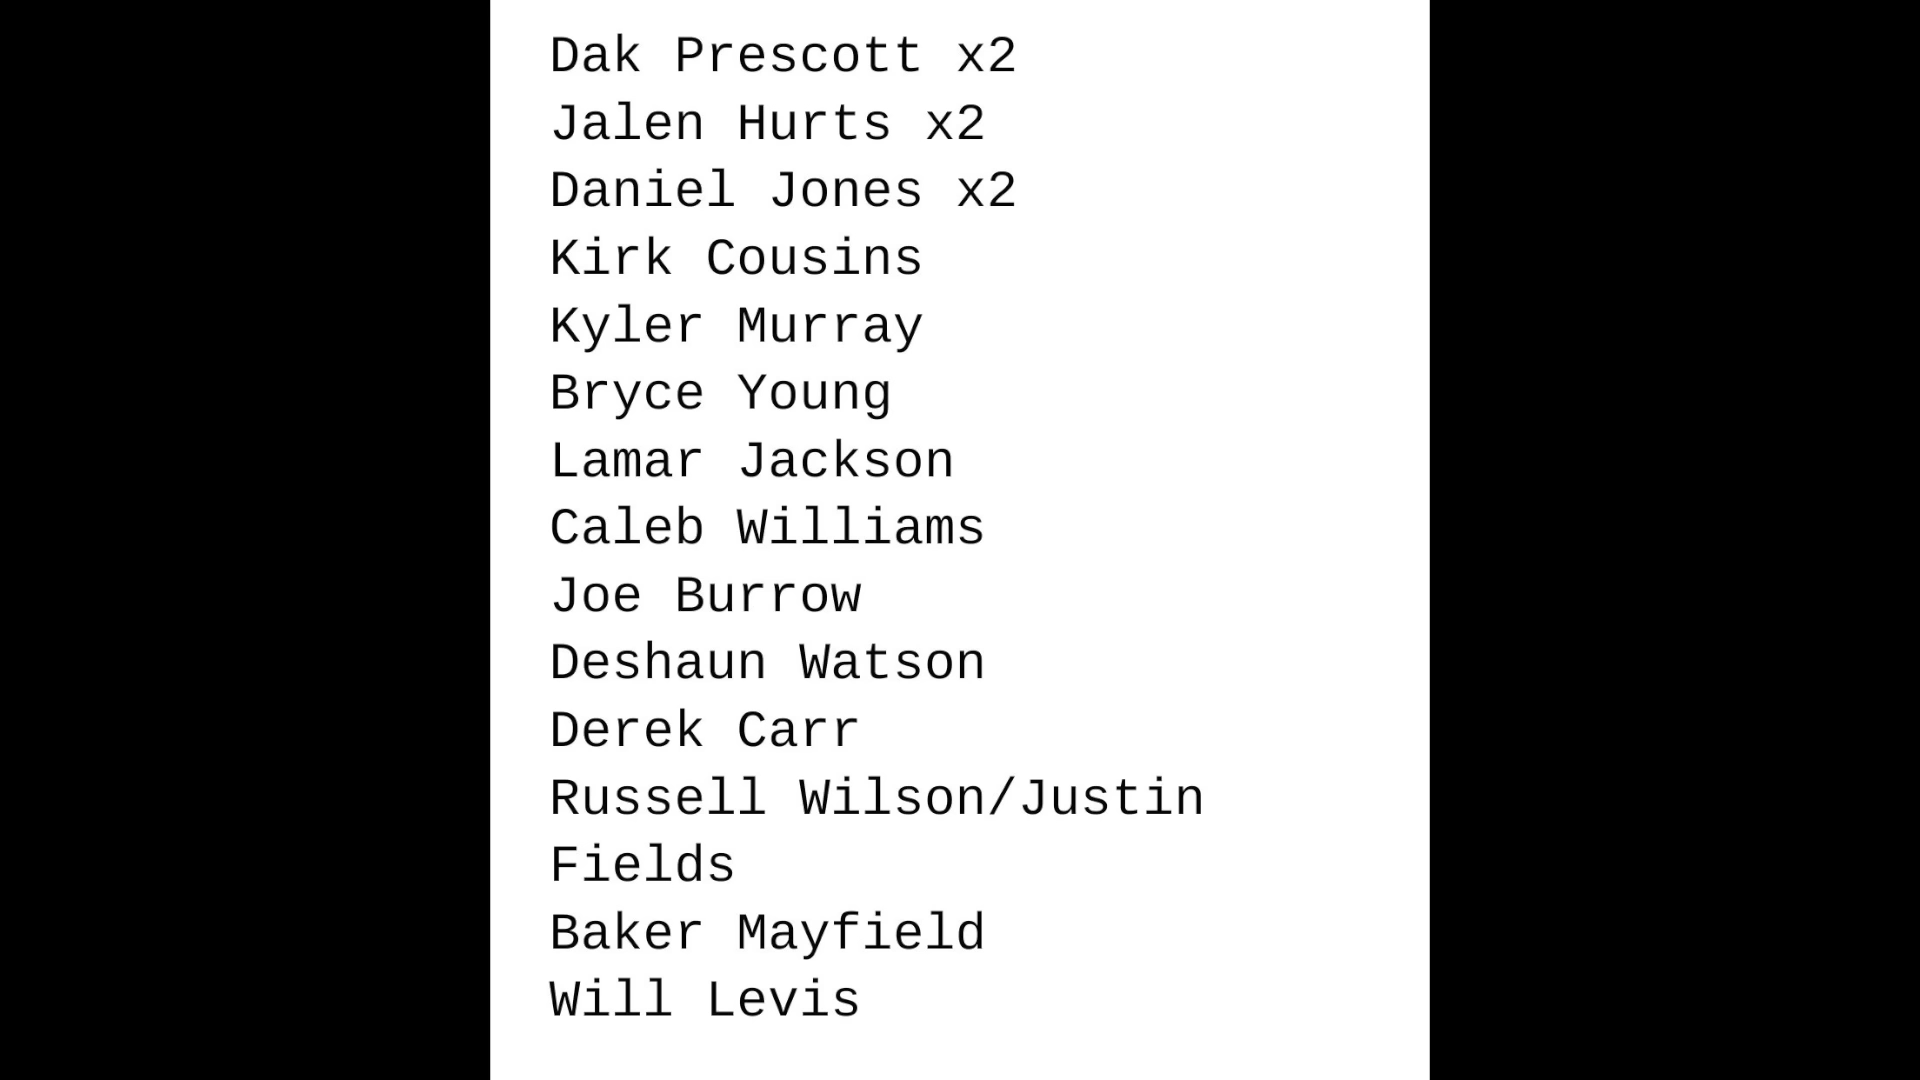 Dak Prescott x2
Jalen Hurts x2
Daniel Jones x2
Kirk Cousins
Kyler Murray
Bryce Young
Lamar Jackson
Caleb Williams
Joe Burrow
Deshaun Watson
Derek Carr
Russell Wilson/Justin
Fields
Baker Mayfield
Will Levis